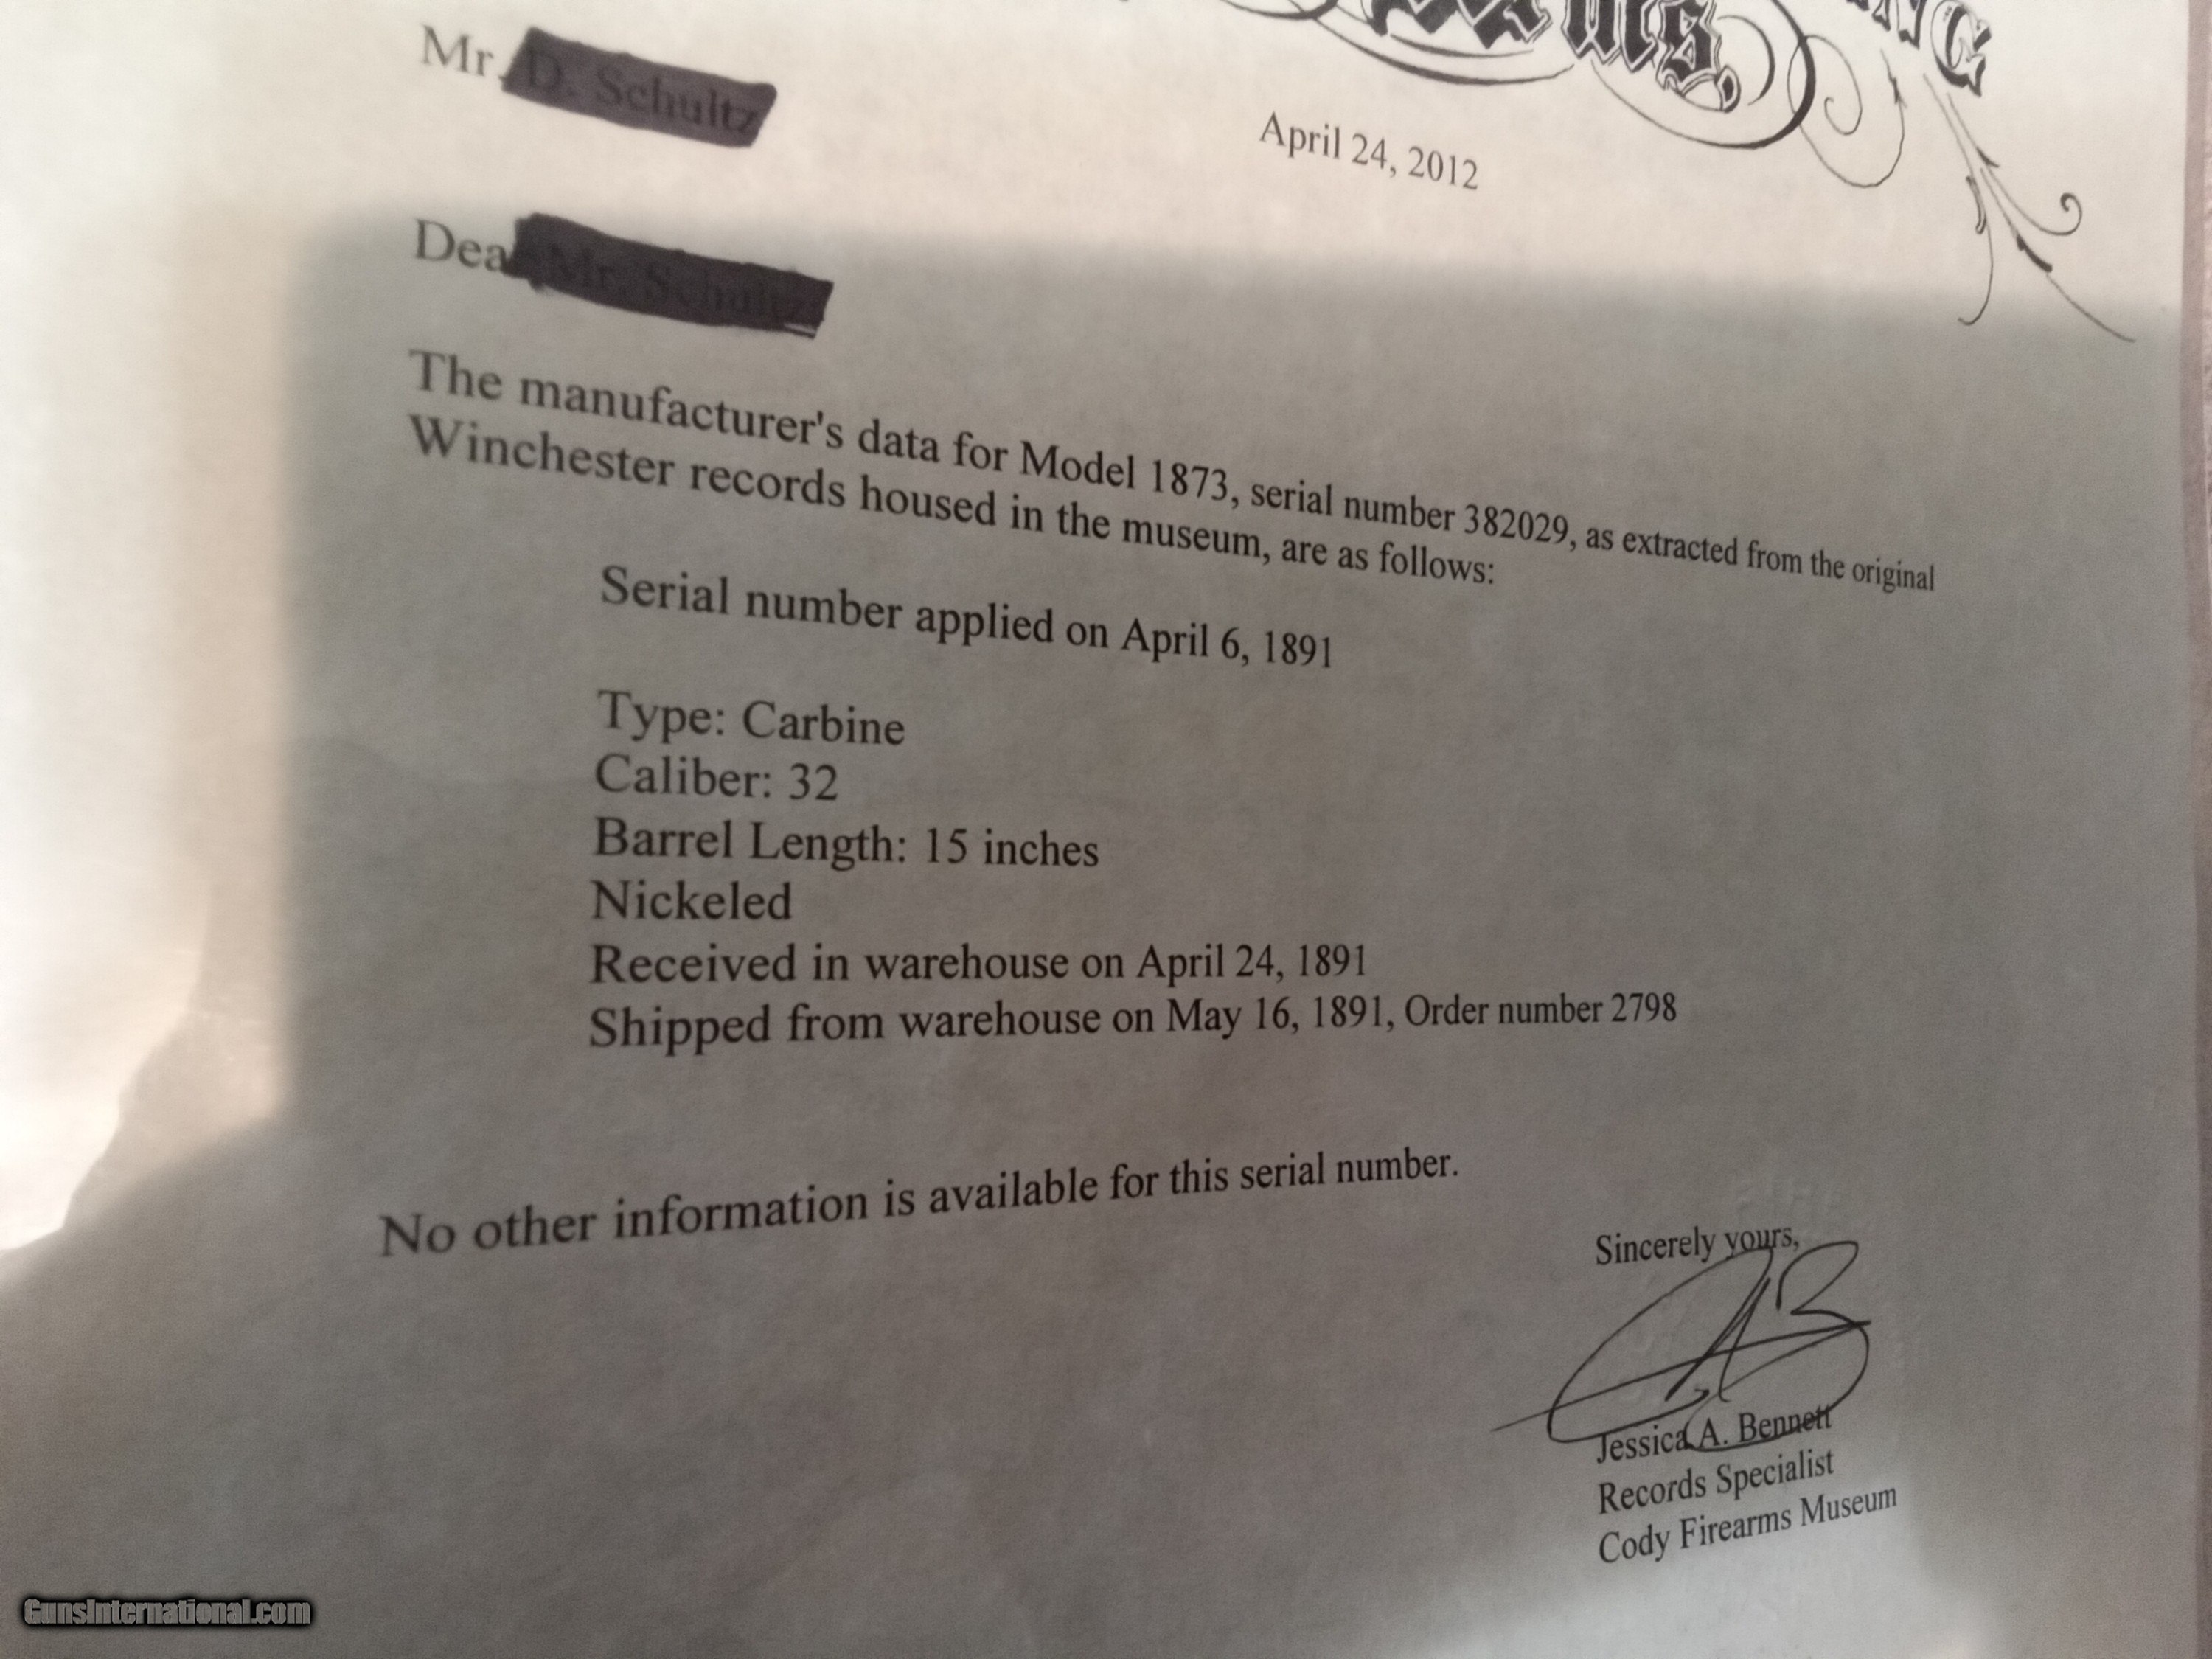 Mr. D. Schultz
April 24, 2012
Dear Mr. Schultz
The manufacturer's data for Model 1873, serial number 382029, as extracted from the original
Winchester records housed in the museum, are as follows:
Serial number applied on April 6, 1891
Type: Carbine
Caliber: 32
Barrel Length: 15 inches
Nickeled
Received in warehouse on April 24, 1891
Shipped from warehouse on May 16, 1891, Order number 2798
No other information is available for this serial number.
Sincerely yours,
Jessica A. Bennett
Records Specialist
Cody Firearms Museum
GunsInternational.com